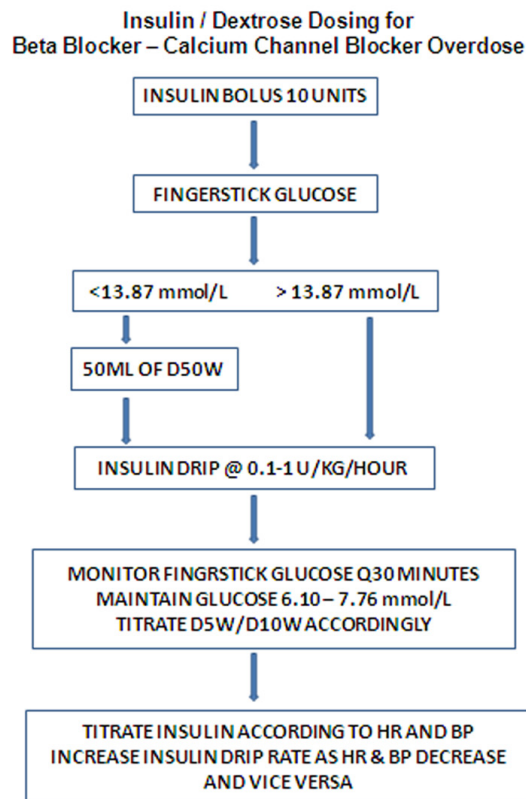 Insulin / Dextrose Dosing for
Beta Blocker – Calcium Channel Blocker Overdose
INSULIN BOLUS 10 UNITS
FINGERSTICK GLUCOSE
<13.87 mmol/L > 13.87 mmol/L
50ML OF D50W
INSULIN DRIP @ 0.1-1 U/KG/HOUR
MONITOR FINGRSTICK GLUCOSE Q30 MINUTES
MAINTAIN GLUCOSE 6.10 – 7.76 mmol/L
TITRATE D5W/D10W ACCORDINGLY
TITRATE INSULIN ACCORDING TO HR AND BP
INCREASE INSULIN DRIP RATE AS HR & BP DECREASE
AND VICE VERSA